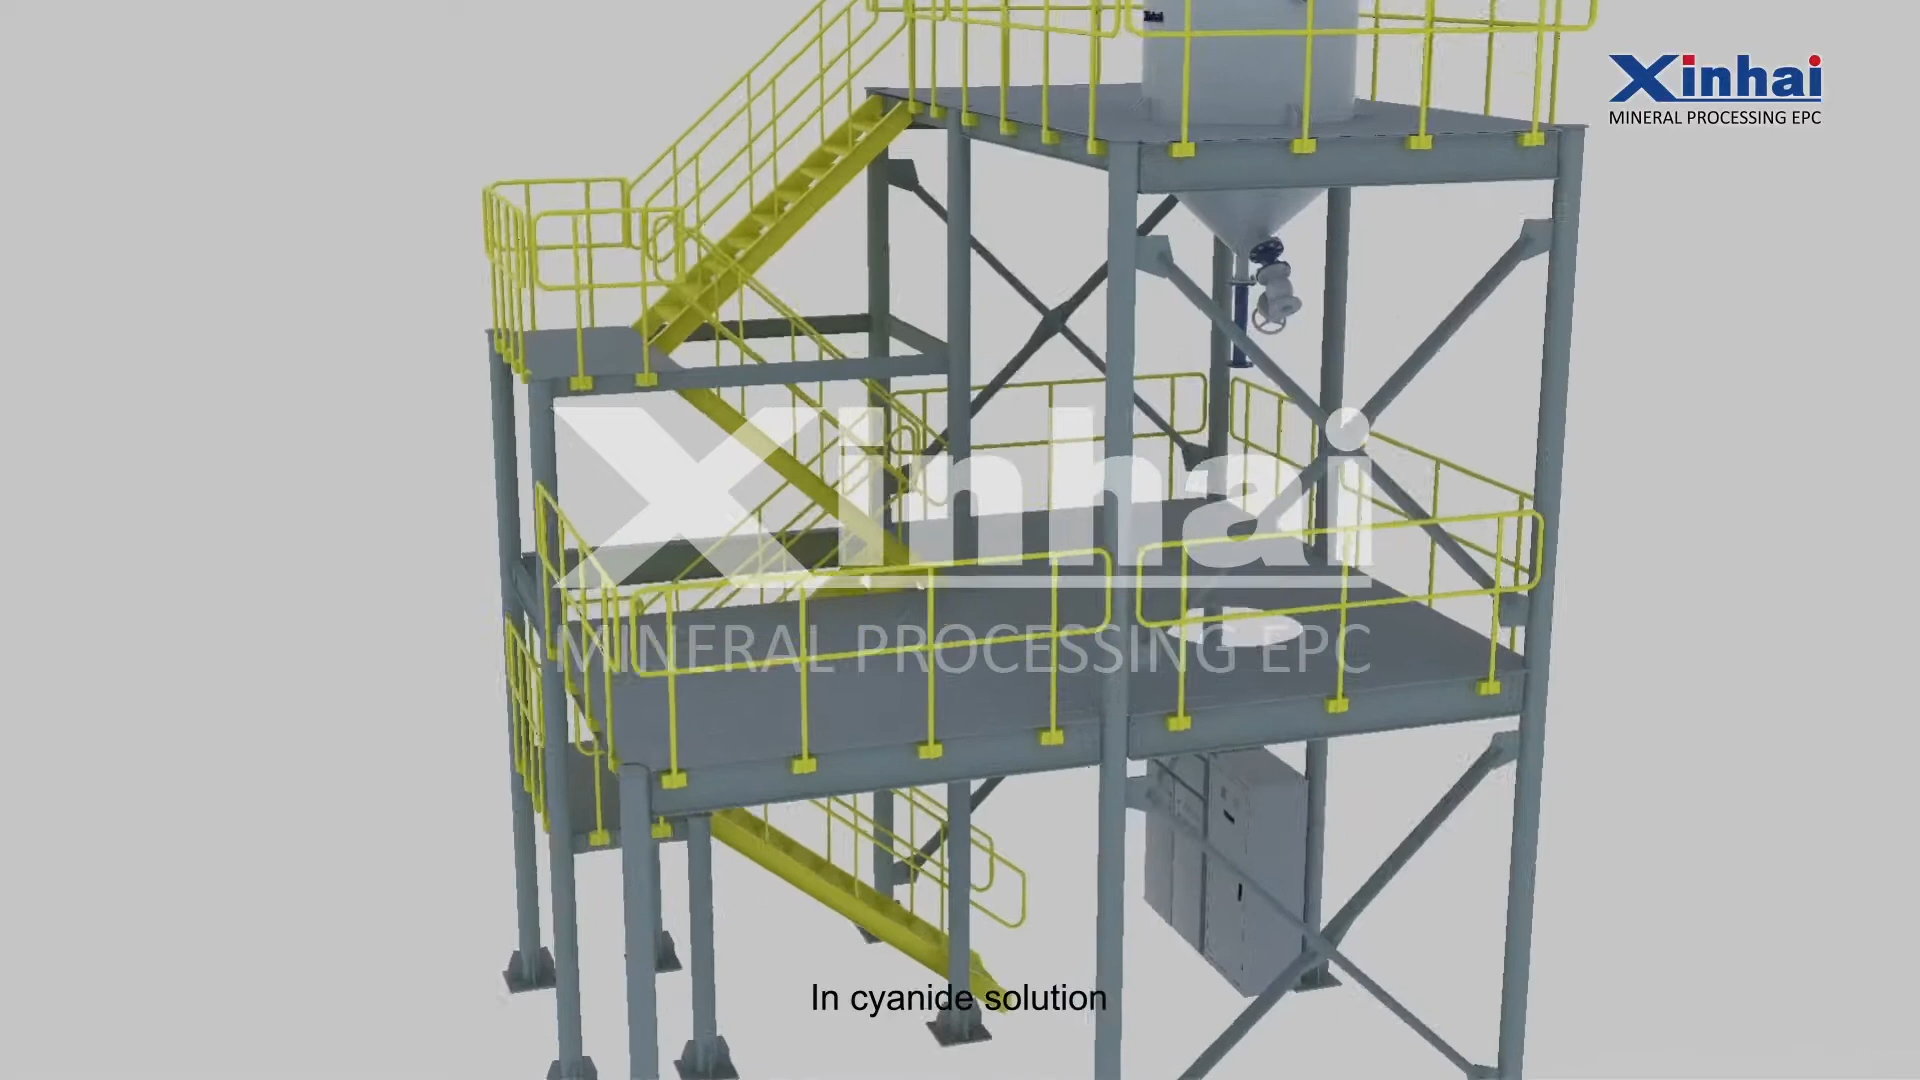 Xinhai
MINERAL PROCESSING EPC
Xinhai
MINERAL PROCESSING EPC
In cyanide solution